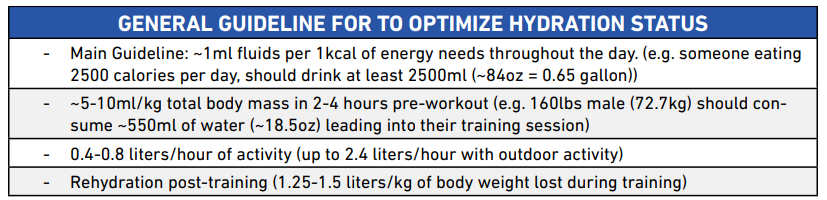 GENERAL GUIDELINE FOR TO OPTIMIZE HYDRATION STATUS
- Main Guideline: ~1ml fluids per 1kcal of energy needs throughout the day. (e.g. someone eating
2500 calories per day, should drink at least 2500ml (~84oz = 0.65 gallon))
- ~5-10ml/kg total body mass in 2-4 hours pre-workout (e.g. 160lbs male (72.7kg) should con-
sume ~550ml of water (~18.5oz) leading into their training session)
- 0.4-0.8 liters/hour of activity (up to 2.4 liters/hour with outdoor activity)
- Rehydration post-training (1.25-1.5 liters/kg of body weight lost during training)